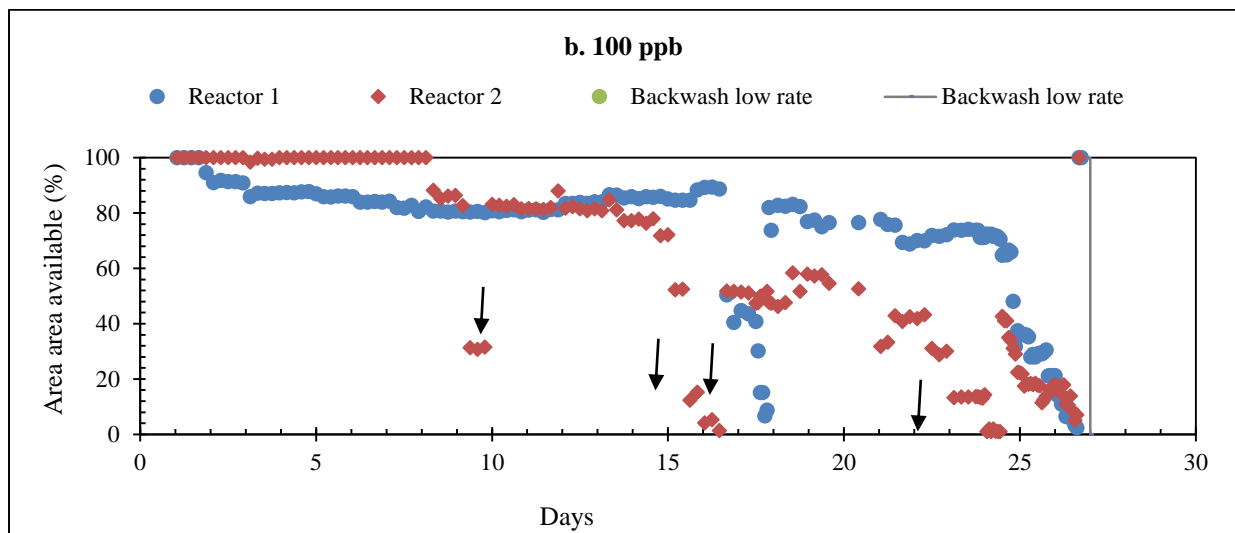 b. 100 ppb
Reactor 1 Reactor 2 Backwash low rate Backwash low rate
Area area available (%)
100
80
60
40
20
0
0 5 10 15 20 25 30
Days